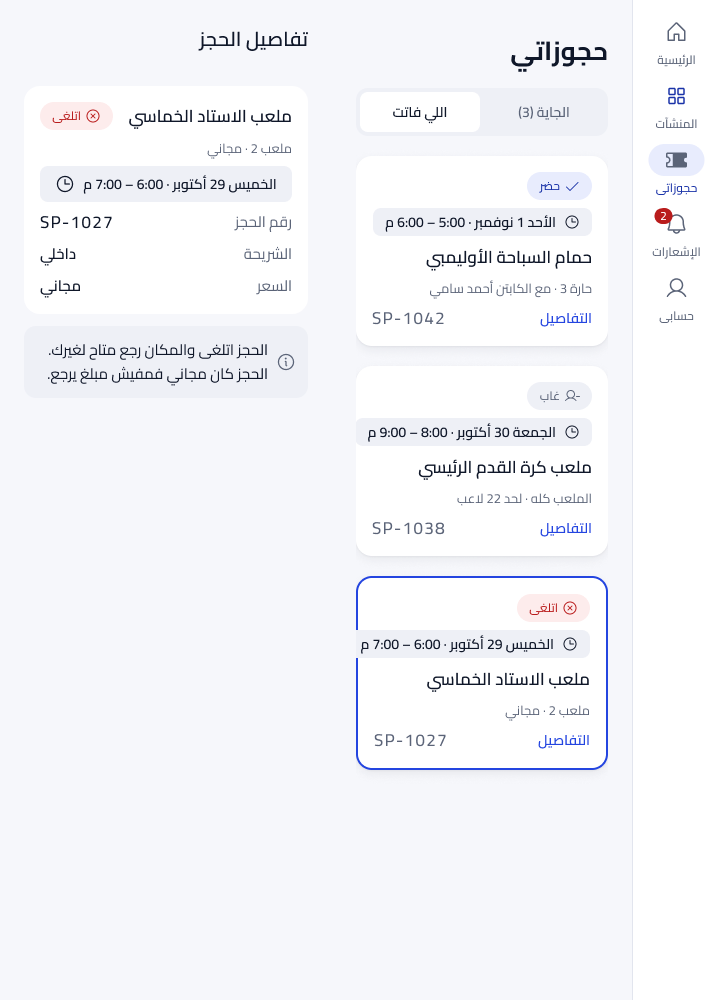 الرئيسية
المنشآت
حجوزاتي
2
الإشعارات
حسابي
حجوزاتي
الجاية (3)
اللي فاتت
حضر
الأحد 1 نوفمبر · 5:00 – 6:00 م
حمام السباحة الأوليمبي
حارة 3 · مع الكابتن أحمد سامي
التفاصيل
SP-1042
غاب
الجمعة 30 أكتوبر · 8:00 – 9:00 م
ملعب كرة القدم الرئيسي
الملعب كله · لحد 22 لاعب
التفاصيل
SP-1038
اتلغى
الخميس 29 أكتوبر · 6:00 – 7:00 م
ملعب الاستاد الخماسي
ملعب 2 · مجاني
التفاصيل
SP-1027
تفاصيل الحجز
ملعب الاستاد الخماسي
اتلغى
ملعب 2 · مجاني
الخميس 29 أكتوبر · 6:00 – 7:00 م
رقم الحجز
SP-1027
الشريحة
داخلي
السعر
مجاني
الحجز اتلغى والمكان رجع متاح لغيرك.
الحجز كان مجاني فمفيش مبلغ يرجع.